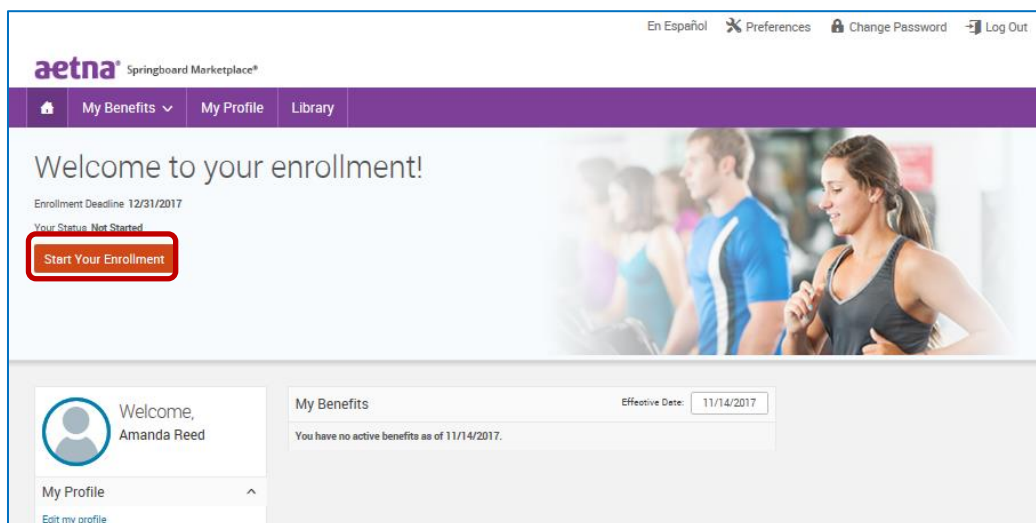 En Español Preferences Change Password Log Out
aetna® Springboard Marketplace®
My Benefits My Profile Library
Welcome to your enrollment!
Enrollment Deadline 12/31/2017
Your Status Not Started
Start Your Enrollment
Welcome,
Amanda Reed
My Profile
Edit my profile
My Benefits Effective Date: 11/14/2017
You have no active benefits as of 11/14/2017.